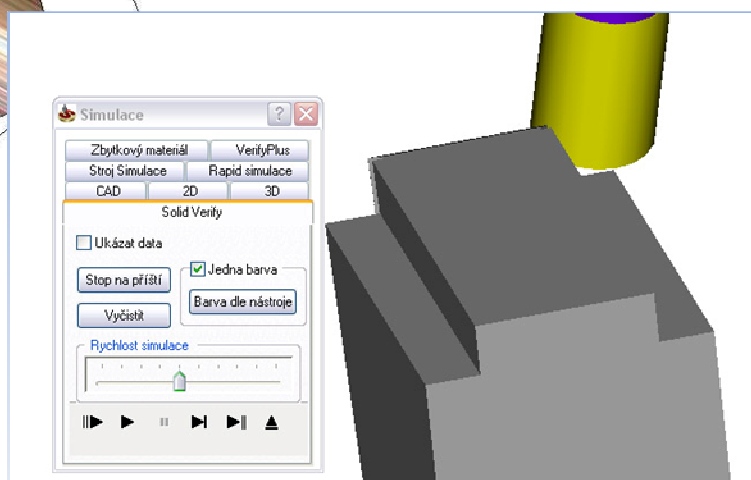 Simulace
Zbytkový materiál VerifyPlus
Stroj Simulace Rapid simulace
CAD 2D 3D
Solid Verify
Ukázat data
Jedna barva
Stop na příští
Barva dle nástroje
Vyčistit
Rychlost simulace